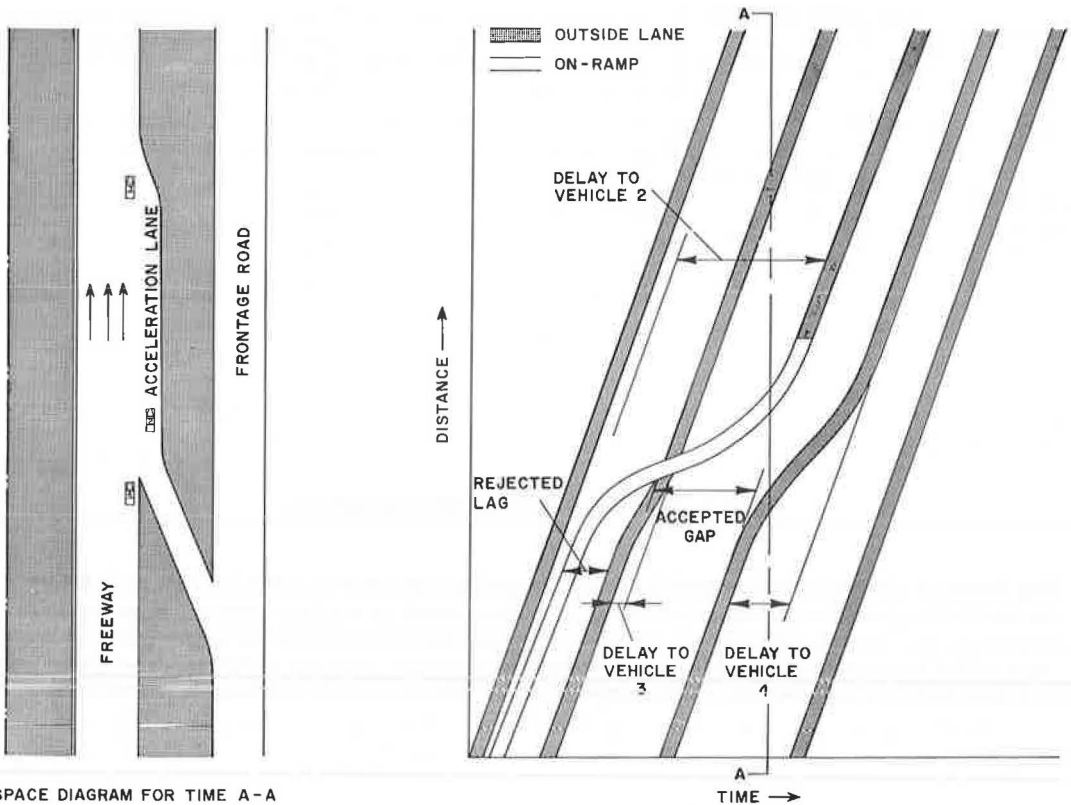 ACCELERATION LANE
FRONTAGE ROAD
FREEWAY
SPACE DIAGRAM FOR TIME A-A
A
OUTSIDE LANE
ON-RAMP
DELAY TO
VEHICLE 2
DISTANCE
REJECTED
LAG
ACCEPTED
GAP
DELAY TO
VEHICLE
3
DELAY TO
VEHICLE
A
TIME